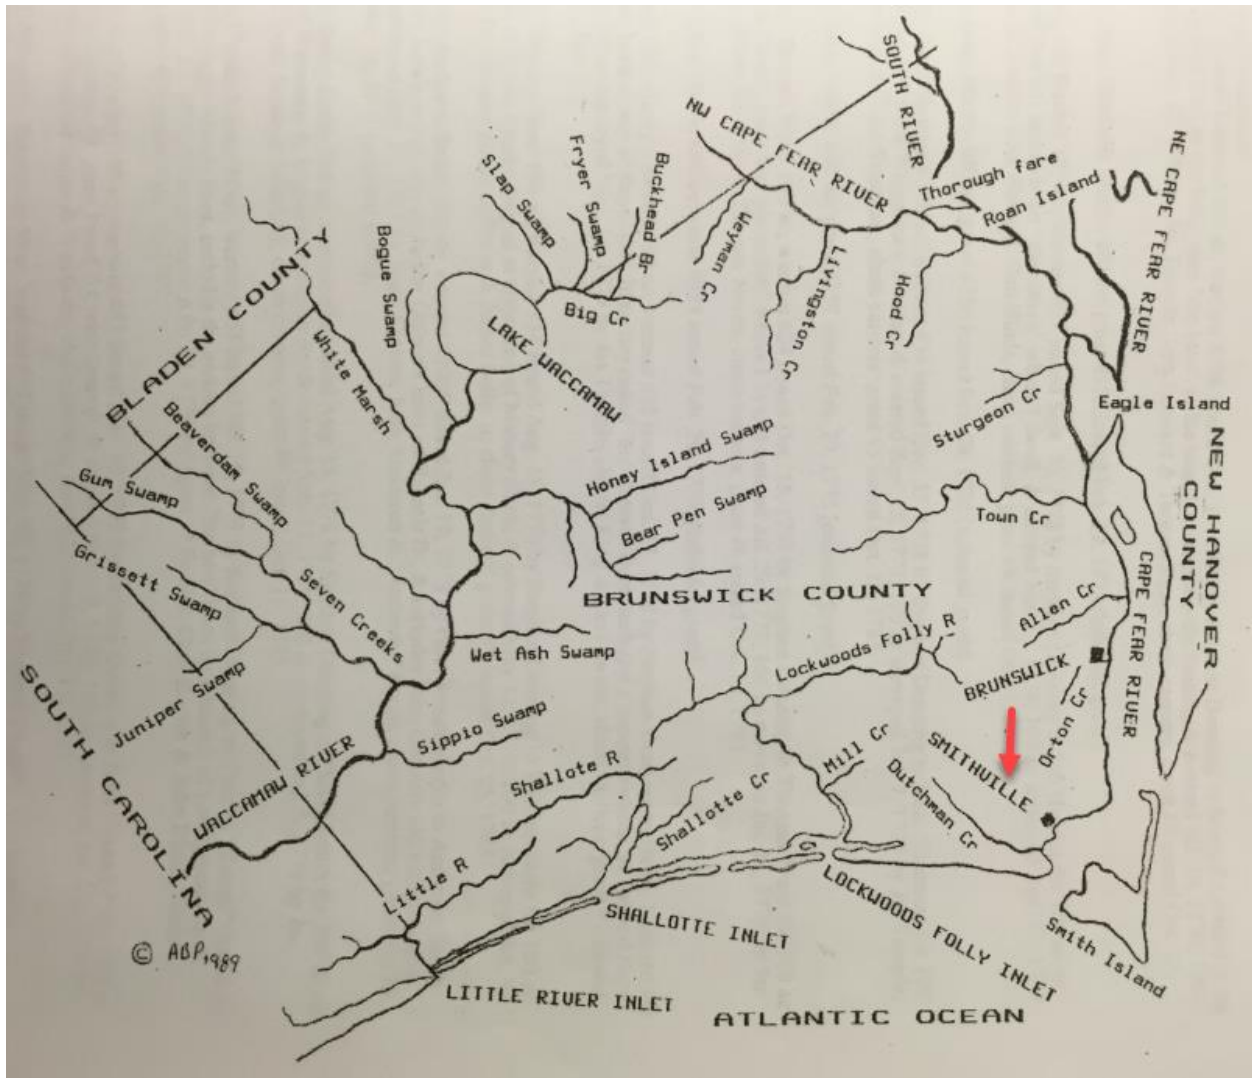 SOUTH RIVER
NW CAPE FEAR RIVER
NE CAPE FEAR RIVER
Thorough fare
Roan Island
Slap Swamp
Fryer Swamp
Buckhead Br
Weyman Cr
Livingston Cr
Hood Cr
Big Cr
Bogue Swamp
LAKE WACCAMAW
BLADEN COUNTY
White Marsh
Beaverdam Swamp
Gum Swamp
Grissett Swamp
Seven Creeks
Juniper Swamp
SOUTH CAROLINA
WACCAMAW RIVER
Sturgeon Cr
Eagle Island
NEW HANOVER
COUNTY
Honey Island Swamp
Bear Pen Swamp
Town Cr
BRUNSWICK COUNTY
Allen Cr
CAPE FEAR RIVER
Wet Ash Swamp
Lockwoods Folly R
BRUNSWICK
Orton Cr
SMITHVILLE
Sippio Swamp
Shallote R
Mill Cr
Dutchman Cr
Shallotte Cr
Little R
SHALLOTTE INLET
LOCKWOODS FOLLY INLET
Smith Island
LITTLE RIVER INLET
ATLANTIC OCEAN
© ABP, 1989